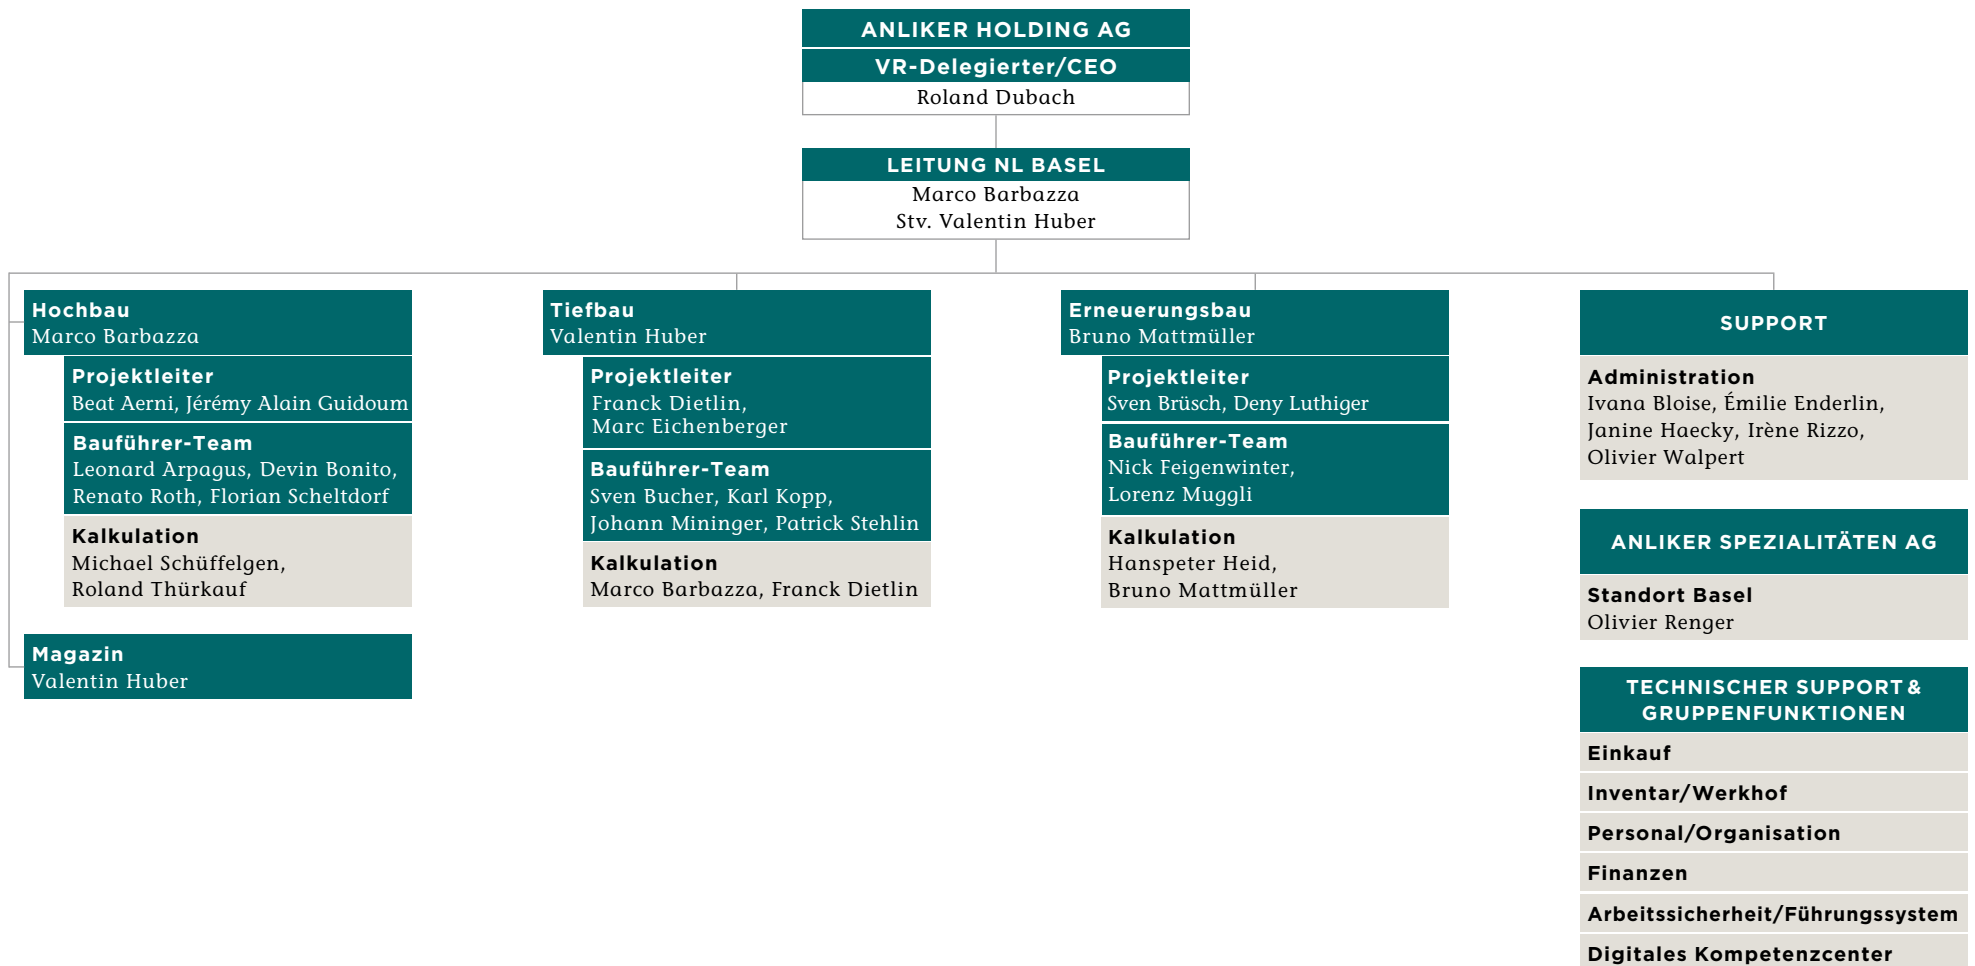 ANLIKER HOLDING AG
VR-Delegierter/CEO
Roland Dubach
LEITUNG NL BASEL
Marco Barbazza
Stv. Valentin Huber
Hochbau
Marco Barbazza
Projektleiter
Beat Aerni, Jérémy Alain Guidoum
Bauführer-Team
Leonard Arpagus, Devin Bonito,
Renato Roth, Florian Scheltdorf
Kalkulation
Michael Schüffelgen,
Roland Thürkauf
Magazin
Valentin Huber
Tiefbau
Valentin Huber
Projektleiter
Franck Dietlin,
Marc Eichenberger
Bauführer-Team
Sven Bucher, Karl Kopp,
Johann Mininger, Patrick Stehlin
Kalkulation
Marco Barbazza, Franck Dietlin
Erneuerungsbau
Bruno Mattmüller
Projektleiter
Sven Brüsch, Deny Luthiger
Bauführer-Team
Nick Feigenwinter,
Lorenz Muggli
Kalkulation
Hanspeter Heid,
Bruno Mattmüller
SUPPORT
Administration
Ivana Bloise, Émilie Enderlin,
Janine Haecky, Irène Rizzo,
Olivier Walpert
ANLIKER SPEZIALITÄTEN AG
Standort Basel
Olivier Renger
TECHNISCHER SUPPORT &
GRUPPENFUNKTIONEN
Einkauf
Inventar/Werkhof
Personal/Organisation
Finanzen
Arbeitssicherheit/Führungssystem
Digitales Kompetenzcenter